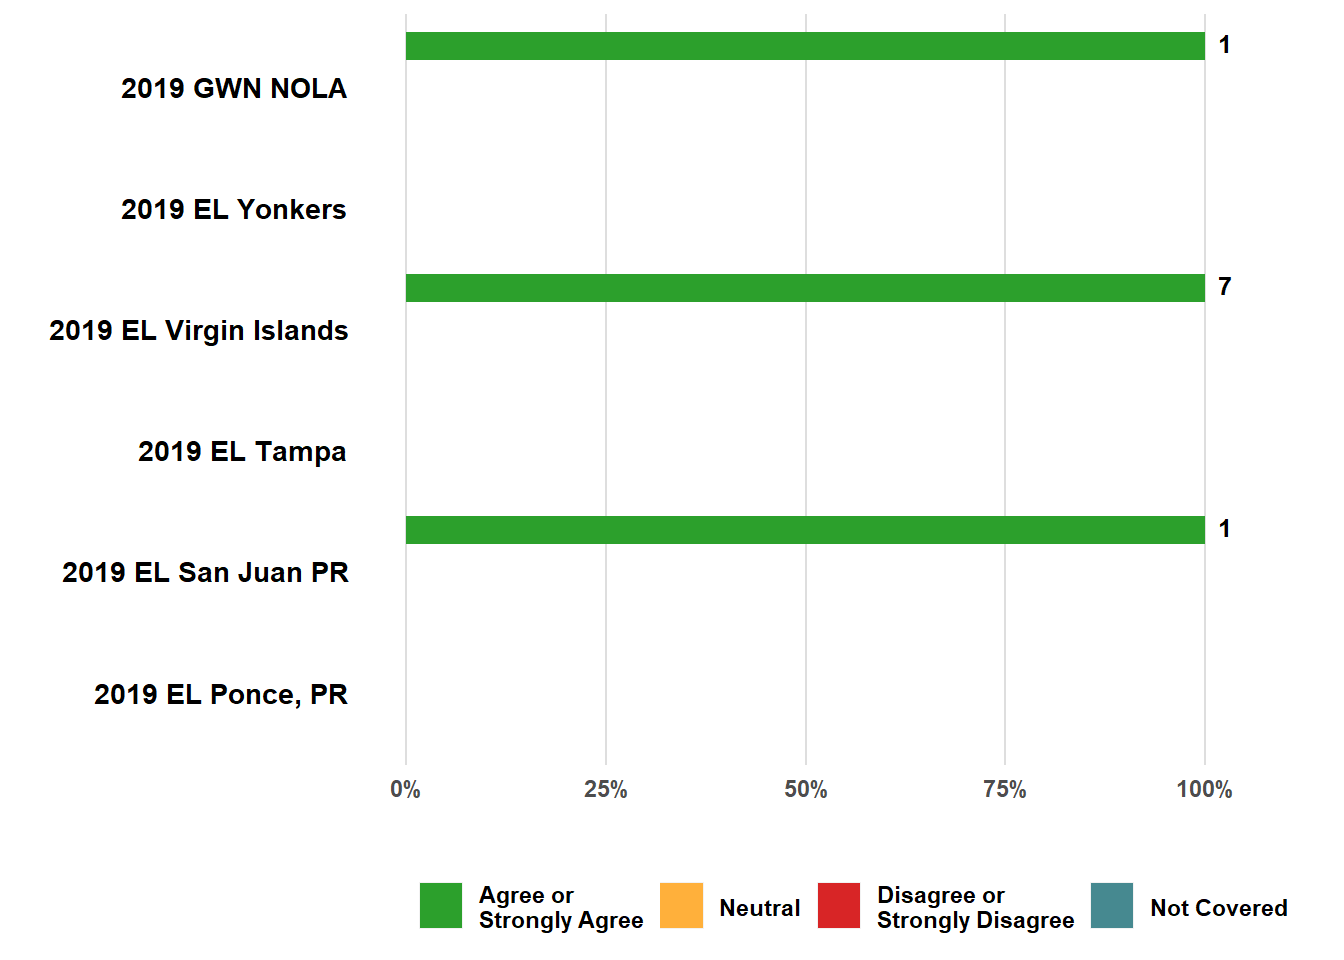 1
2019 GWN NOLA
2019 EL Yonkers
7
2019 EL Virgin Islands
2019 EL Tampa
1
2019 EL San Juan PR
2019 EL Ponce, PR
0% 25% 50% 75% 100%
Agree or
Strongly Agree
Neutral
Disagree or
Strongly Disagree
Not Covered